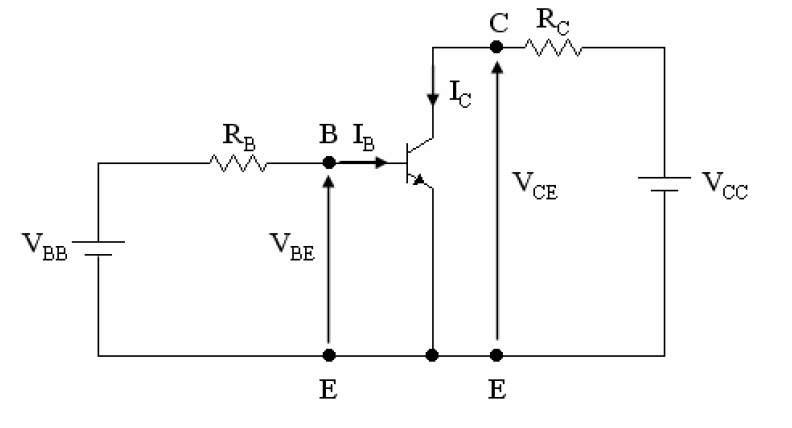 C R_C
I_C
R_B B I_B
V_CE V_CC
V_BB V_BE
E E